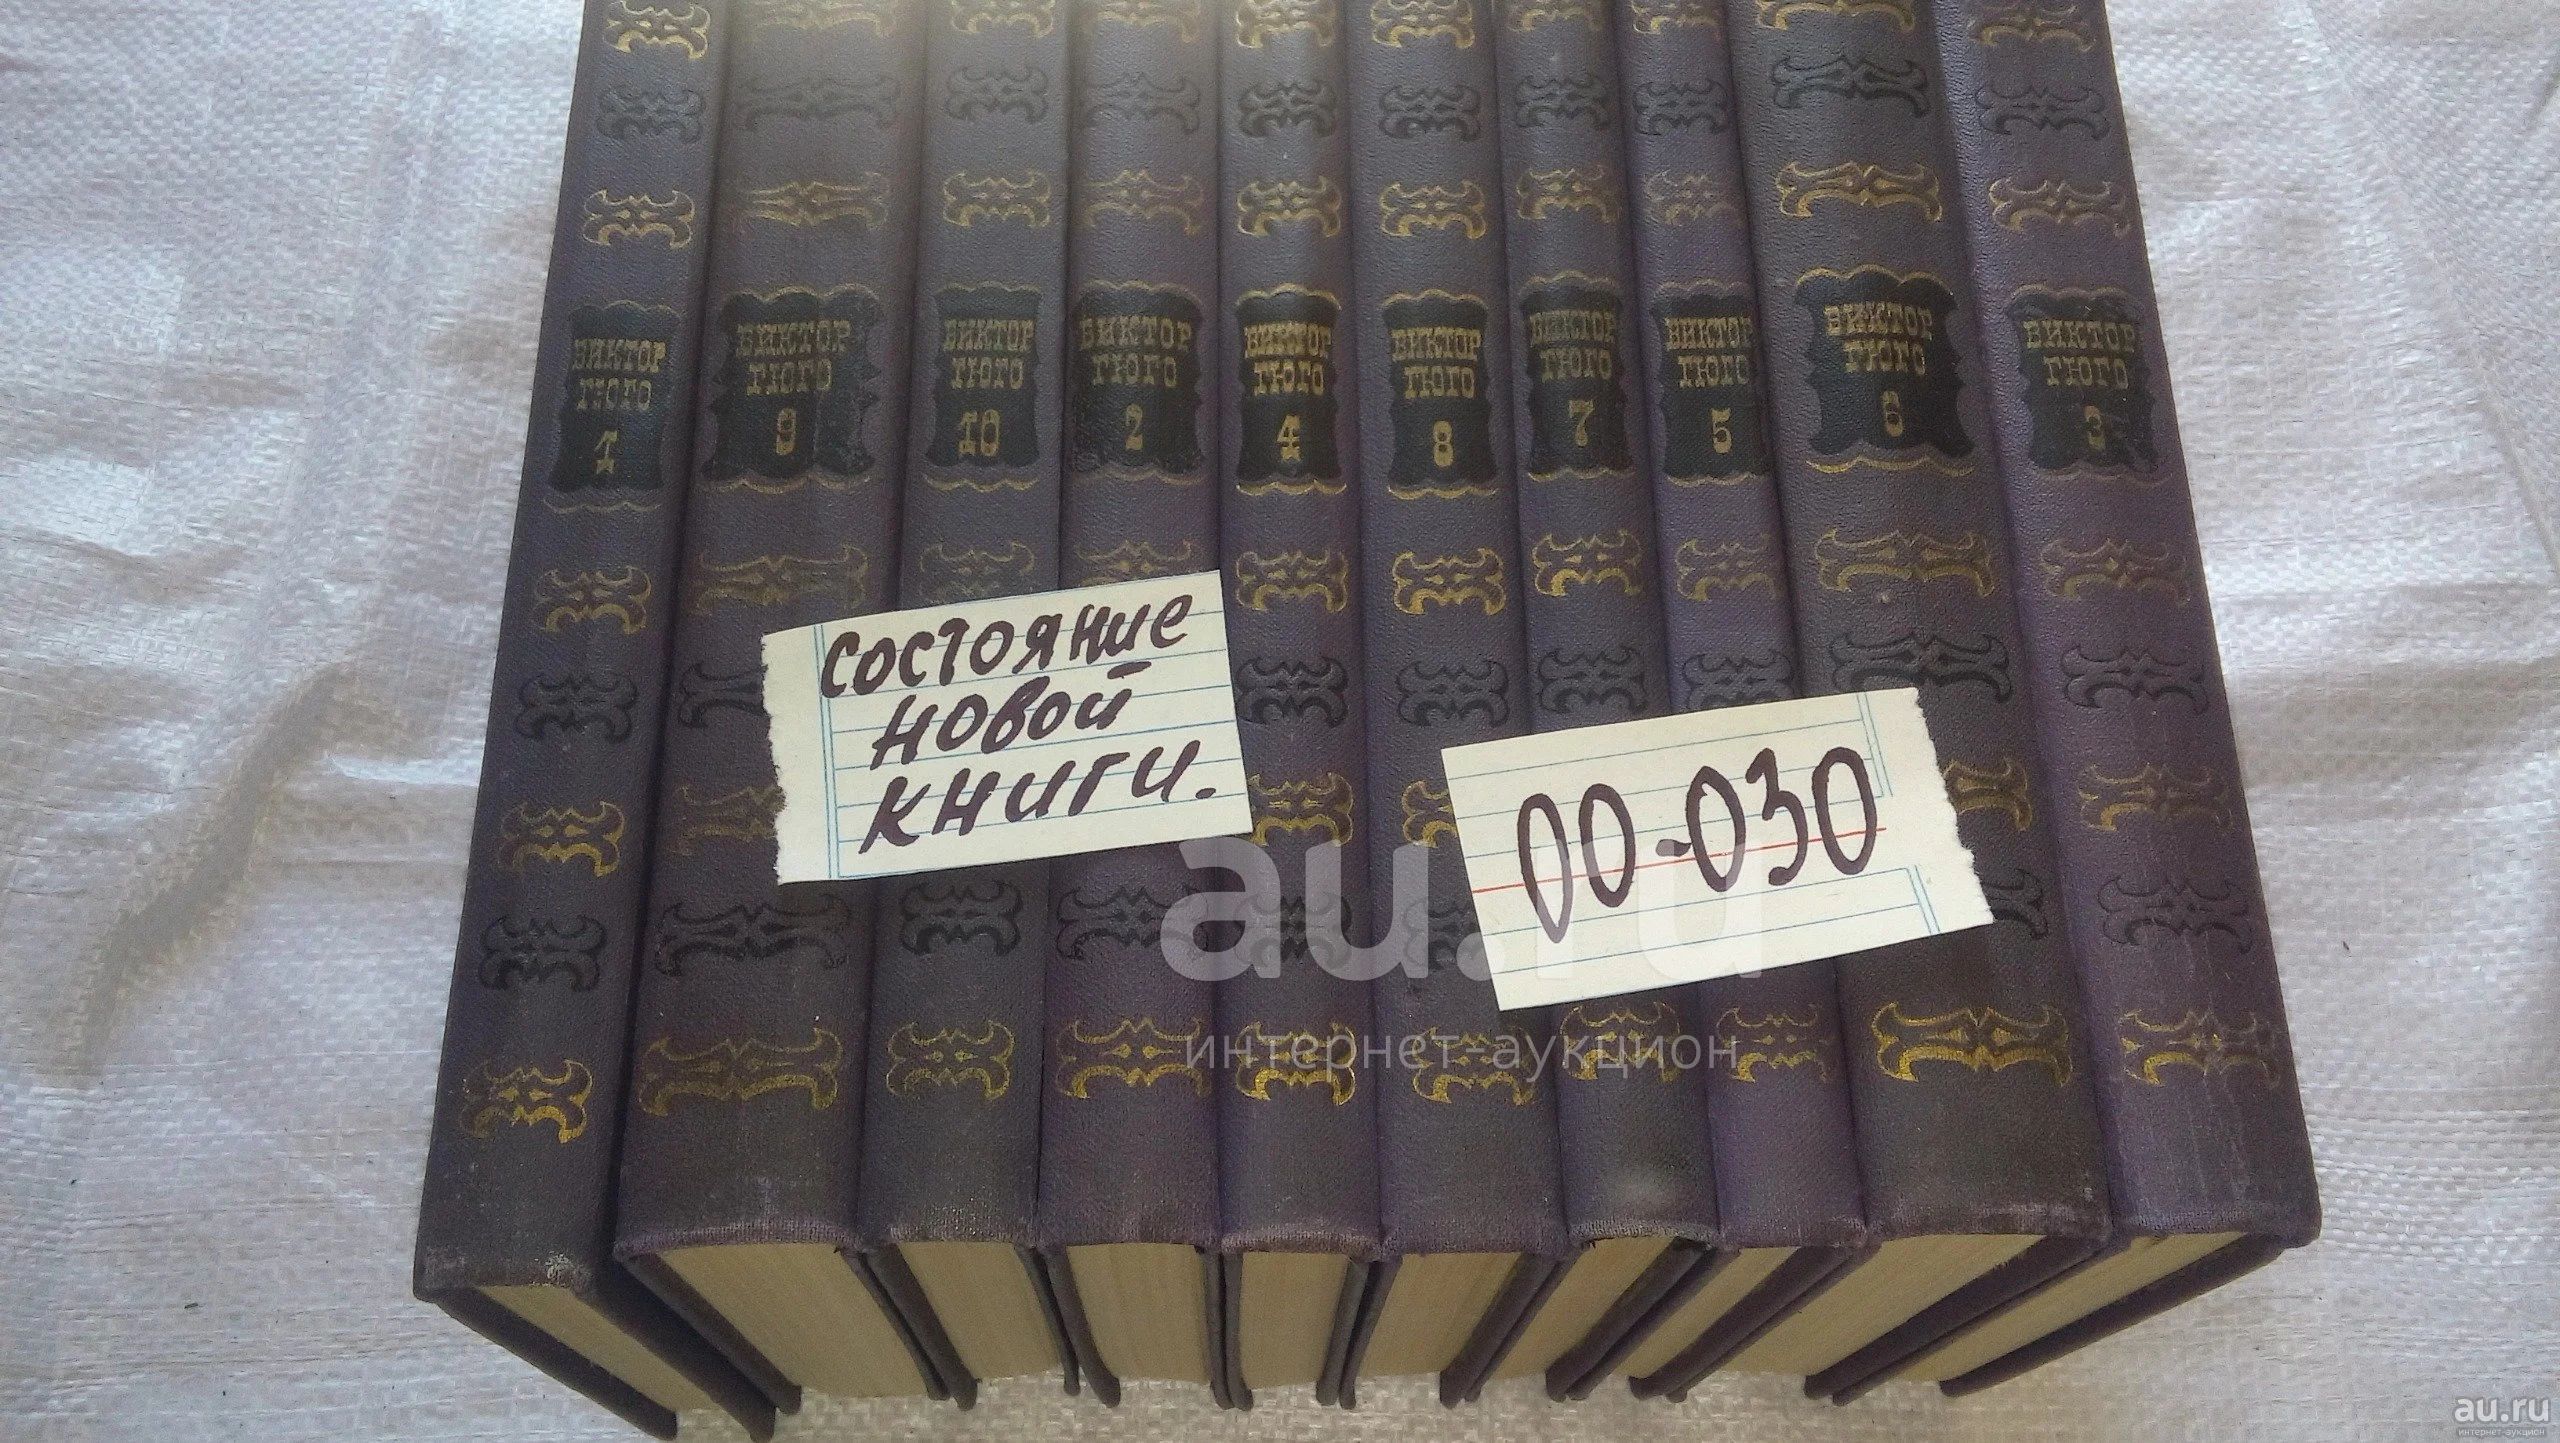 ВИКТОР
ГЮГО
1
ВИКТОР
ГЮГО
9
ВИКТОР
ГЮГО
10
ВИКТОР
ГЮГО
2
ВИКТОР
ГЮГО
4
ВИКТОР
ГЮГО
8
ВИКТОР
ГЮГО
7
ВИКТОР
ГЮГО
5
ВИКТОР
ГЮГО
6
ВИКТОР
ГЮГО
3
состояние
новой
книги.
00-030
au.ru
интернет-аукцион
au.ru
интернет-аукцион